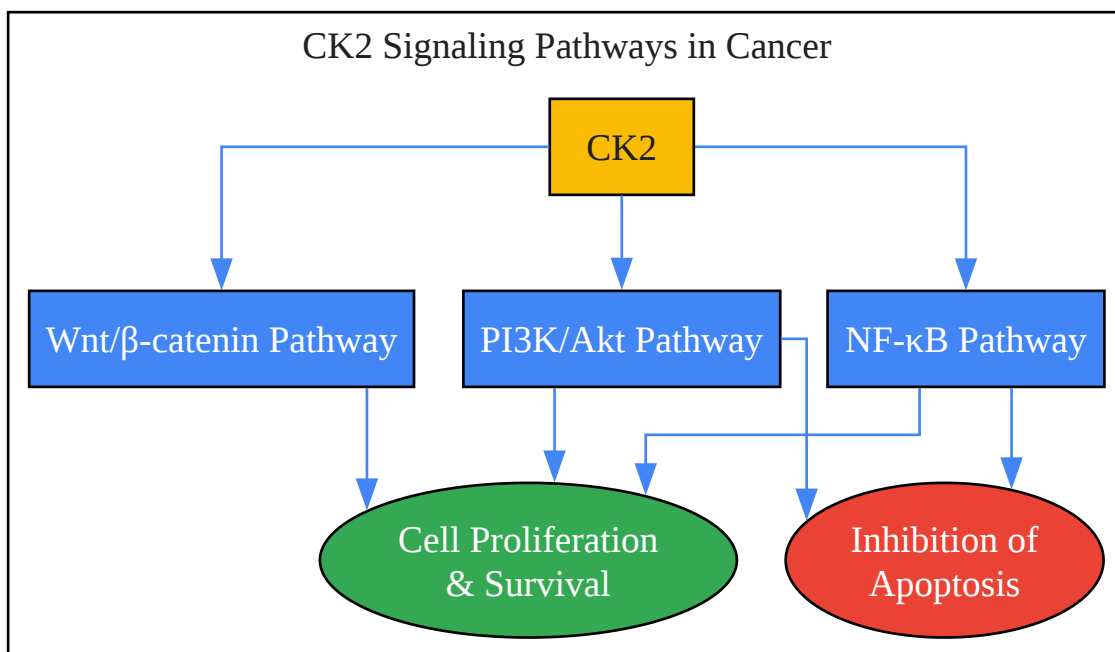 CK2 Signaling Pathways in Cancer
CK2
Wnt/β-catenin Pathway
PI3K/Akt Pathway
NF-κB Pathway
Cell Proliferation
& Survival
Inhibition of
Apoptosis